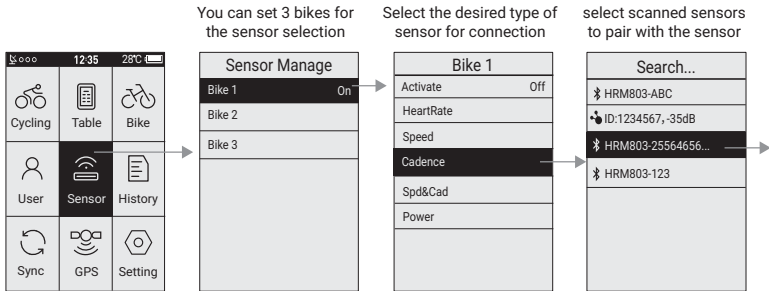 You can set 3 bikes for
the sensor selection
Select the desired type of
sensor for connection
select scanned sensors
to pair with the sensor
12:35 28℃
Cycling Table Bike
User Sensor History
Sync GPS Setting
Sensor Manage
Bike 1 On
Bike 2
Bike 3
Bike 1
Activate Off
HeartRate
Speed
Cadence
Spd&Cad
Power
Search...
HRM803-ABC
ID:1234567,-35dB
HRM803-25564656...
HRM803-123